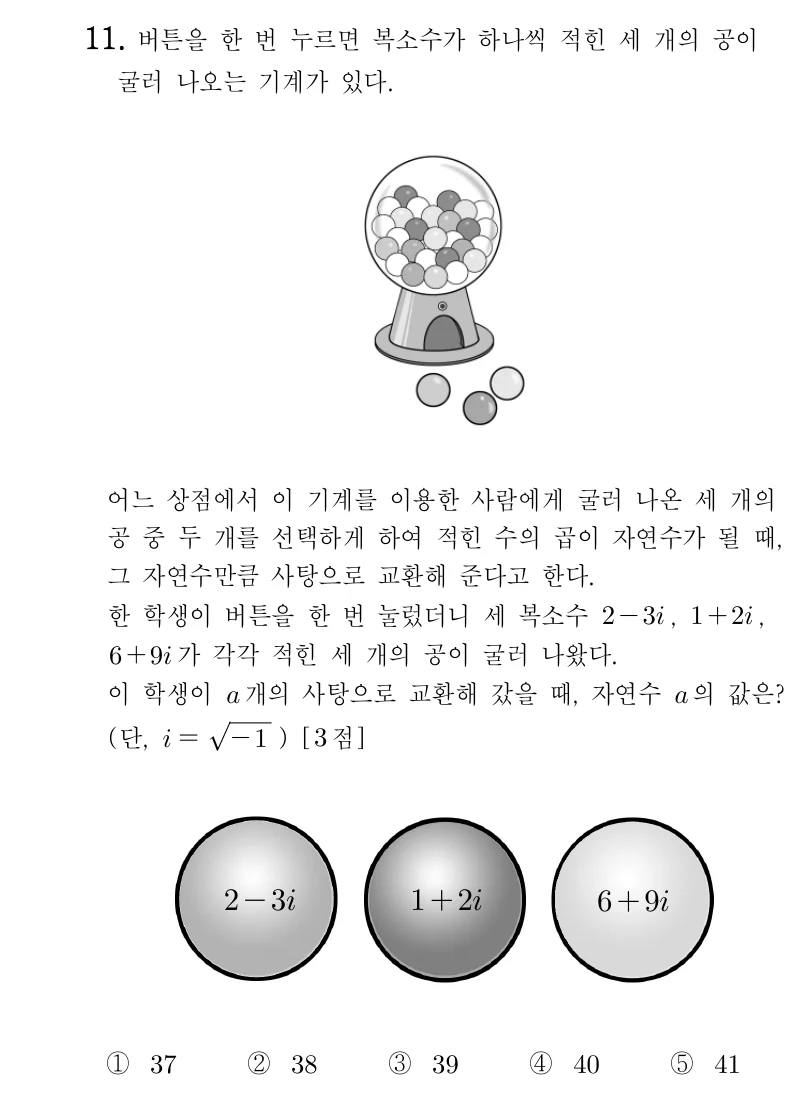 11. 버튼을 한 번 누르면 복소수가 하나씩 적힌 세 개의 공이
굴러 나오는 기계가 있다.
어느 상점에서 이 기계를 이용한 사람에게 굴러 나온 세 개의
공 중 두 개를 선택하게 하여 적힌 수의 곱이 자연수가 될 때,
그 자연수만큼 사탕으로 교환해 준다고 한다.
한 학생이 버튼을 한 번 눌렀더니 세 복소수 2-3i, 1+2i,
6+9i가 각각 적힌 세 개의 공이 굴러 나왔다.
이 학생이 a개의 사탕으로 교환해 갔을 때, 자연수 a의 값은?
(단, i=√-1) [3점]
2-3i 1+2i 6+9i
① 37 ② 38 ③ 39 ④ 40 ⑤ 41